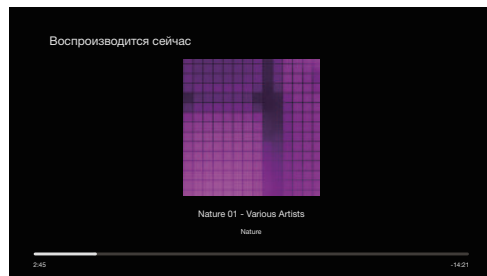 Воспроизводится сейчас
Nature 01 - Various Artists
Nature
2:45
-14:21